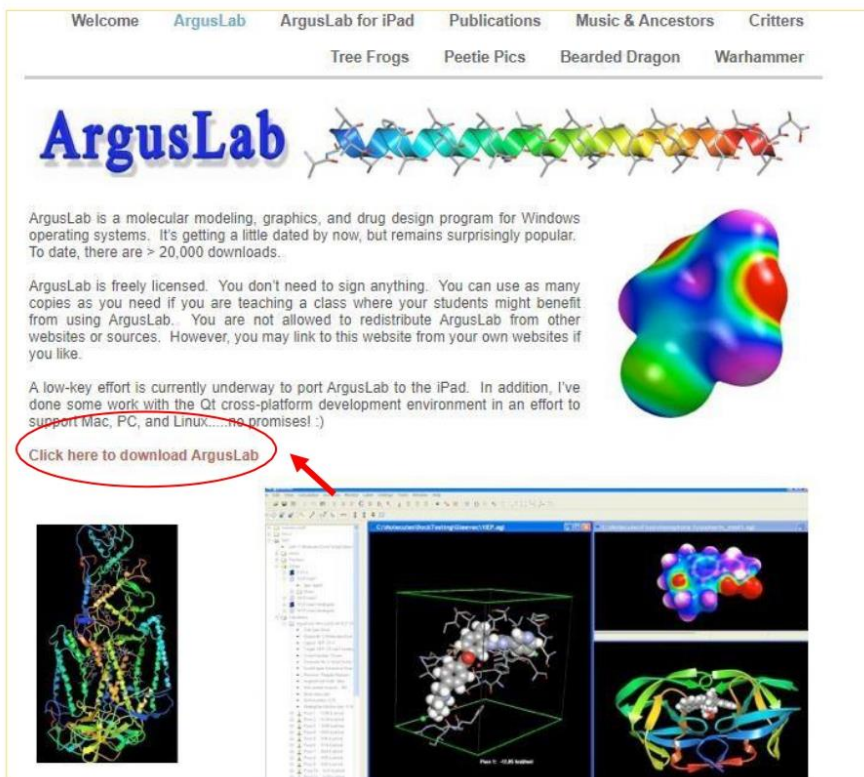 Welcome ArgusLab ArgusLab for iPad Publications Music & Ancestors Critters
Tree Frogs Peetie Pics Bearded Dragon Warhammer
ArgusLab
ArgusLab is a molecular modeling, graphics, and drug design program for Windows
operating systems. It's getting a little dated by now, but remains surprisingly popular.
To date, there are > 20,000 downloads.
ArgusLab is freely licensed. You don't need to sign anything. You can use as many
copies as you need if you are teaching a class where your students might benefit
from using ArgusLab. You are not allowed to redistribute ArgusLab from other
websites or sources. However, you may link to this website from your own websites if
you like.
A low-key effort is currently underway to port ArgusLab to the iPad. In addition, I've
done some work with the Qt cross-platform development environment in an effort to
support Mac, PC, and Linux.....no promises! :)
Click here to download ArgusLab